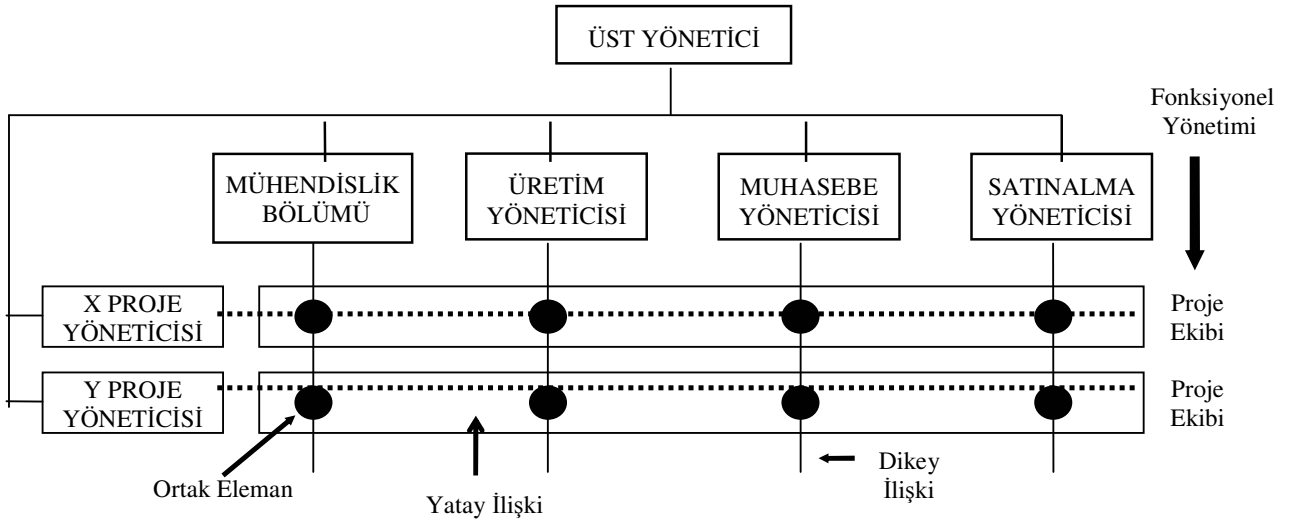 ÜST YÖNETİCİ
Fonksiyonel
Yönetimi
MÜHENDİSLİK
BÖLÜMÜ
ÜRETİM
YÖNETİCİSİ
MUHASEBE
YÖNETİCİSİ
SATINALMA
YÖNETİCİSİ
X PROJE
YÖNETİCİSİ
Proje
Ekibi
Y PROJE
YÖNETİCİSİ
Proje
Ekibi
Ortak Eleman
Yatay İlişki
Dikey
İlişki